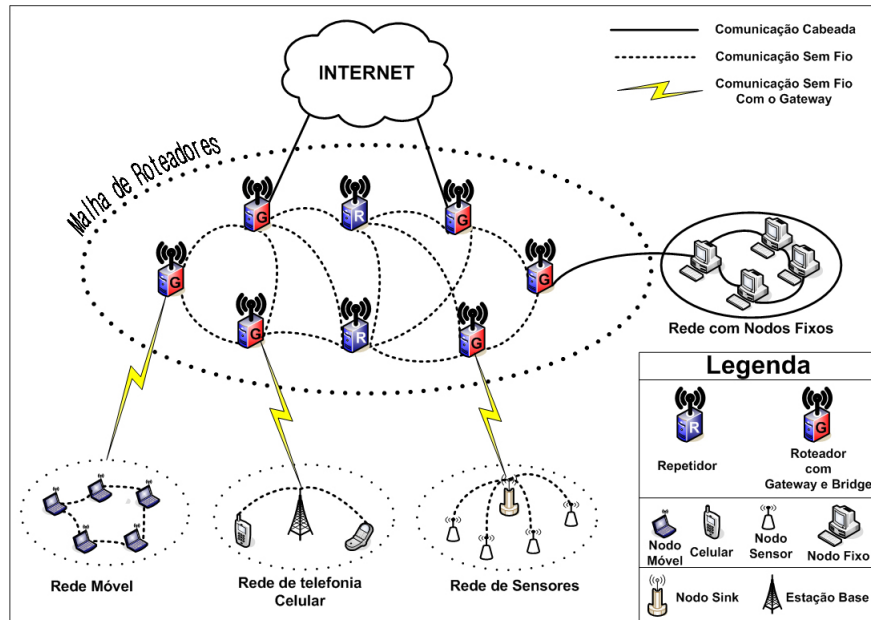 Comunicação Cabeada
Comunicação Sem Fio
Comunicação Sem Fio
Com o Gateway
INTERNET
Malha de Roteadores
G
R
G
G
G
G
R
G
Rede com Nodos Fixos
Rede Móvel
Rede de telefonia
Celular
Rede de Sensores
Legenda
R
G
Repetidor
Roteador
com
Gateway e Bridge
Nodo
Móvel
Celular
Nodo
Sensor
Nodo Fixo
Nodo Sink
Estação Base